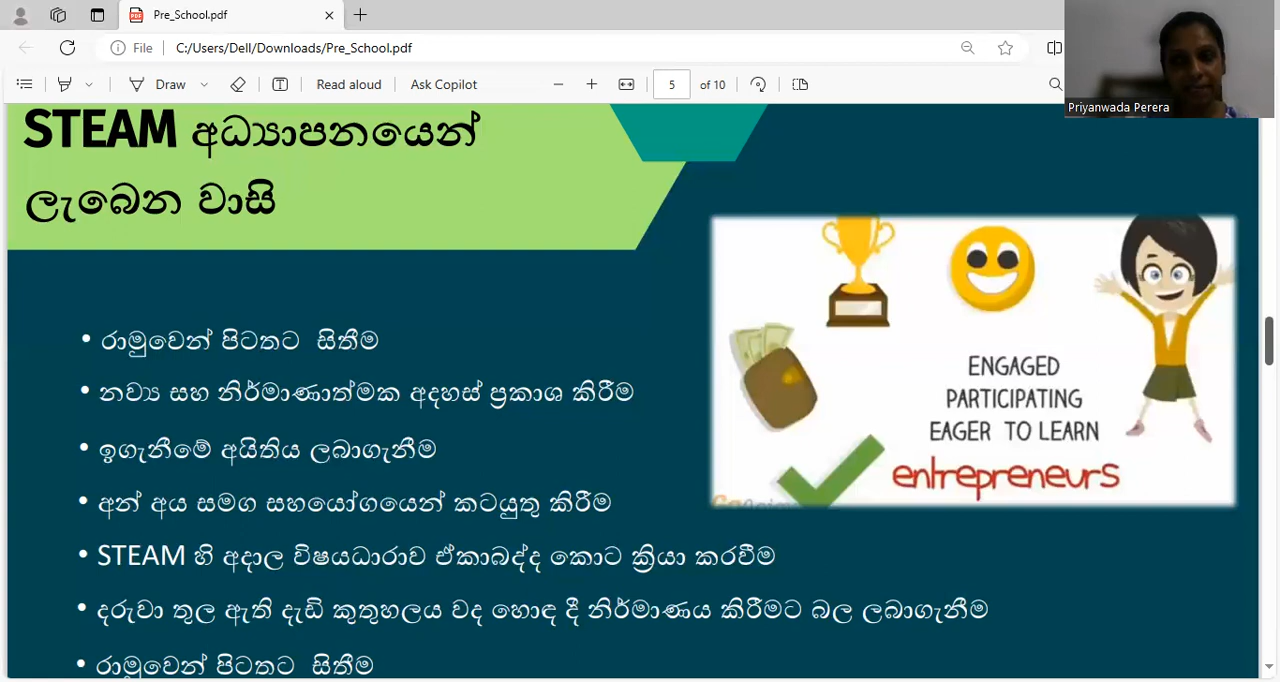 Pre_School.pdf
File
C:/Users/Dell/Downloads/Pre_School.pdf
Draw
Read aloud
Ask Copilot
5
of 10
Priyanwada Perera
STEAM අධ්‍යාපනයෙන්
ලැබෙන වාසි
• රාමුවෙන් පිටතට සිතීම
• නව්‍ය සහ නිර්මාණාත්මක අදහස් ප්‍රකාශ කිරීම
• ඉගැනීමේ අයිතිය ලබාගැනීම
• අන් අය සමග සහයෝගයෙන් කටයුතු කිරීම
• STEAM හි අදාල විෂයධාරාව ඒකාබද්ද කොට ක්‍රියා කරවීම
• දරුවා තුල ඇති දැඩි කුතුහලය වද හොඳ දී නිර්මාණය කිරීමට බල ලබාගැනීම
• රාමුවෙන් පිටතට සිතීම
ENGAGED
PARTICIPATING
EAGER TO LEARN
entrepreneurs